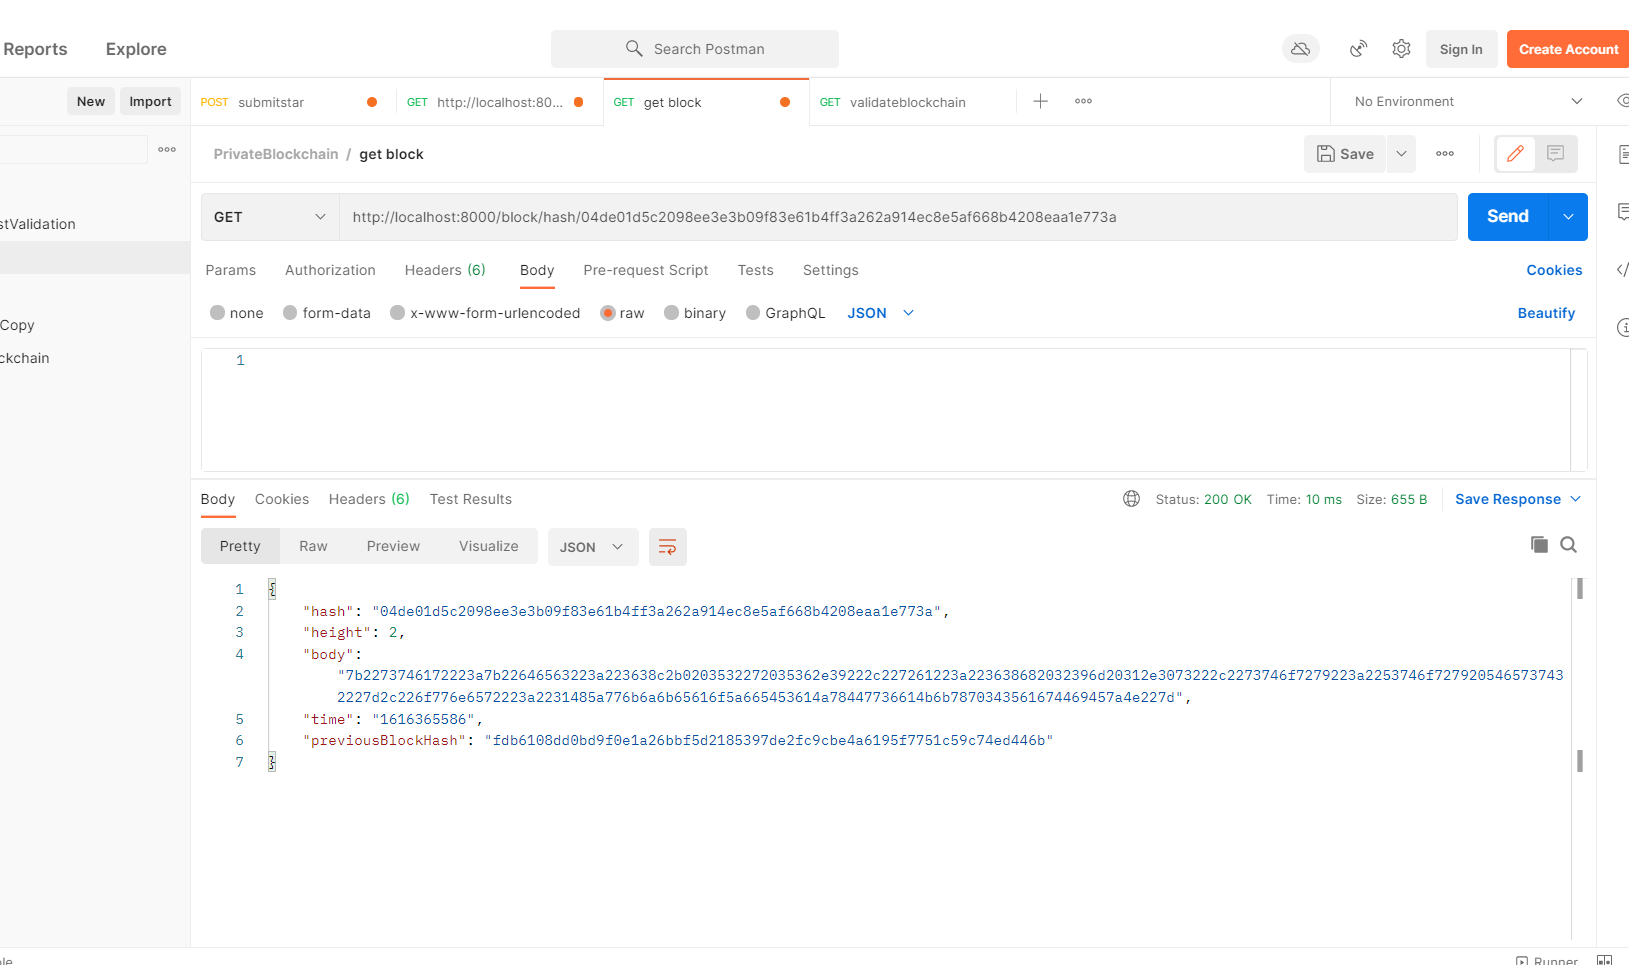 Reports Explore Search Postman Sign In Create Account
New Import POST submitstar GET http://localhost:80... GET get block GET validateblockchain No Environment
PrivateBlockchain / get block Save
stValidation
GET http://localhost:8000/block/hash/04de01d5c2098ee3e3b09f83e61b4ff3a262a914ec8e5af668b4208eaa1e773a Send
Params Authorization Headers (6) Body Pre-request Script Tests Settings Cookies
none form-data x-www-form-urlencoded raw binary GraphQL JSON Beautify
Copy
ckchain
1
Body Cookies Headers (6) Test Results Status: 200 OK Time: 10 ms Size: 655 B Save Response
Pretty Raw Preview Visualize JSON
1 {
2 "hash": "04de01d5c2098ee3e3b09f83e61b4ff3a262a914ec8e5af668b4208eaa1e773a",
3 "height": 2,
4 "body":
"7b2273746172223a7b22646563223a223638c2b0203532272035362e39222c227261223a223638682032396d20312e3073222c2273746f7279223a2253746f727920546573743
2227d2c226f776e6572223a2231485a776b6a6b65616f5a665453614a78447736614b6b7870343561674469457a4e227d",
5 "time": "1616365586",
6 "previousBlockHash": "fdb6108dd0bd9f0e1a26bbf5d2185397de2fc9cbe4a6195f7751c59c74ed446b"
7 }
ole Runner